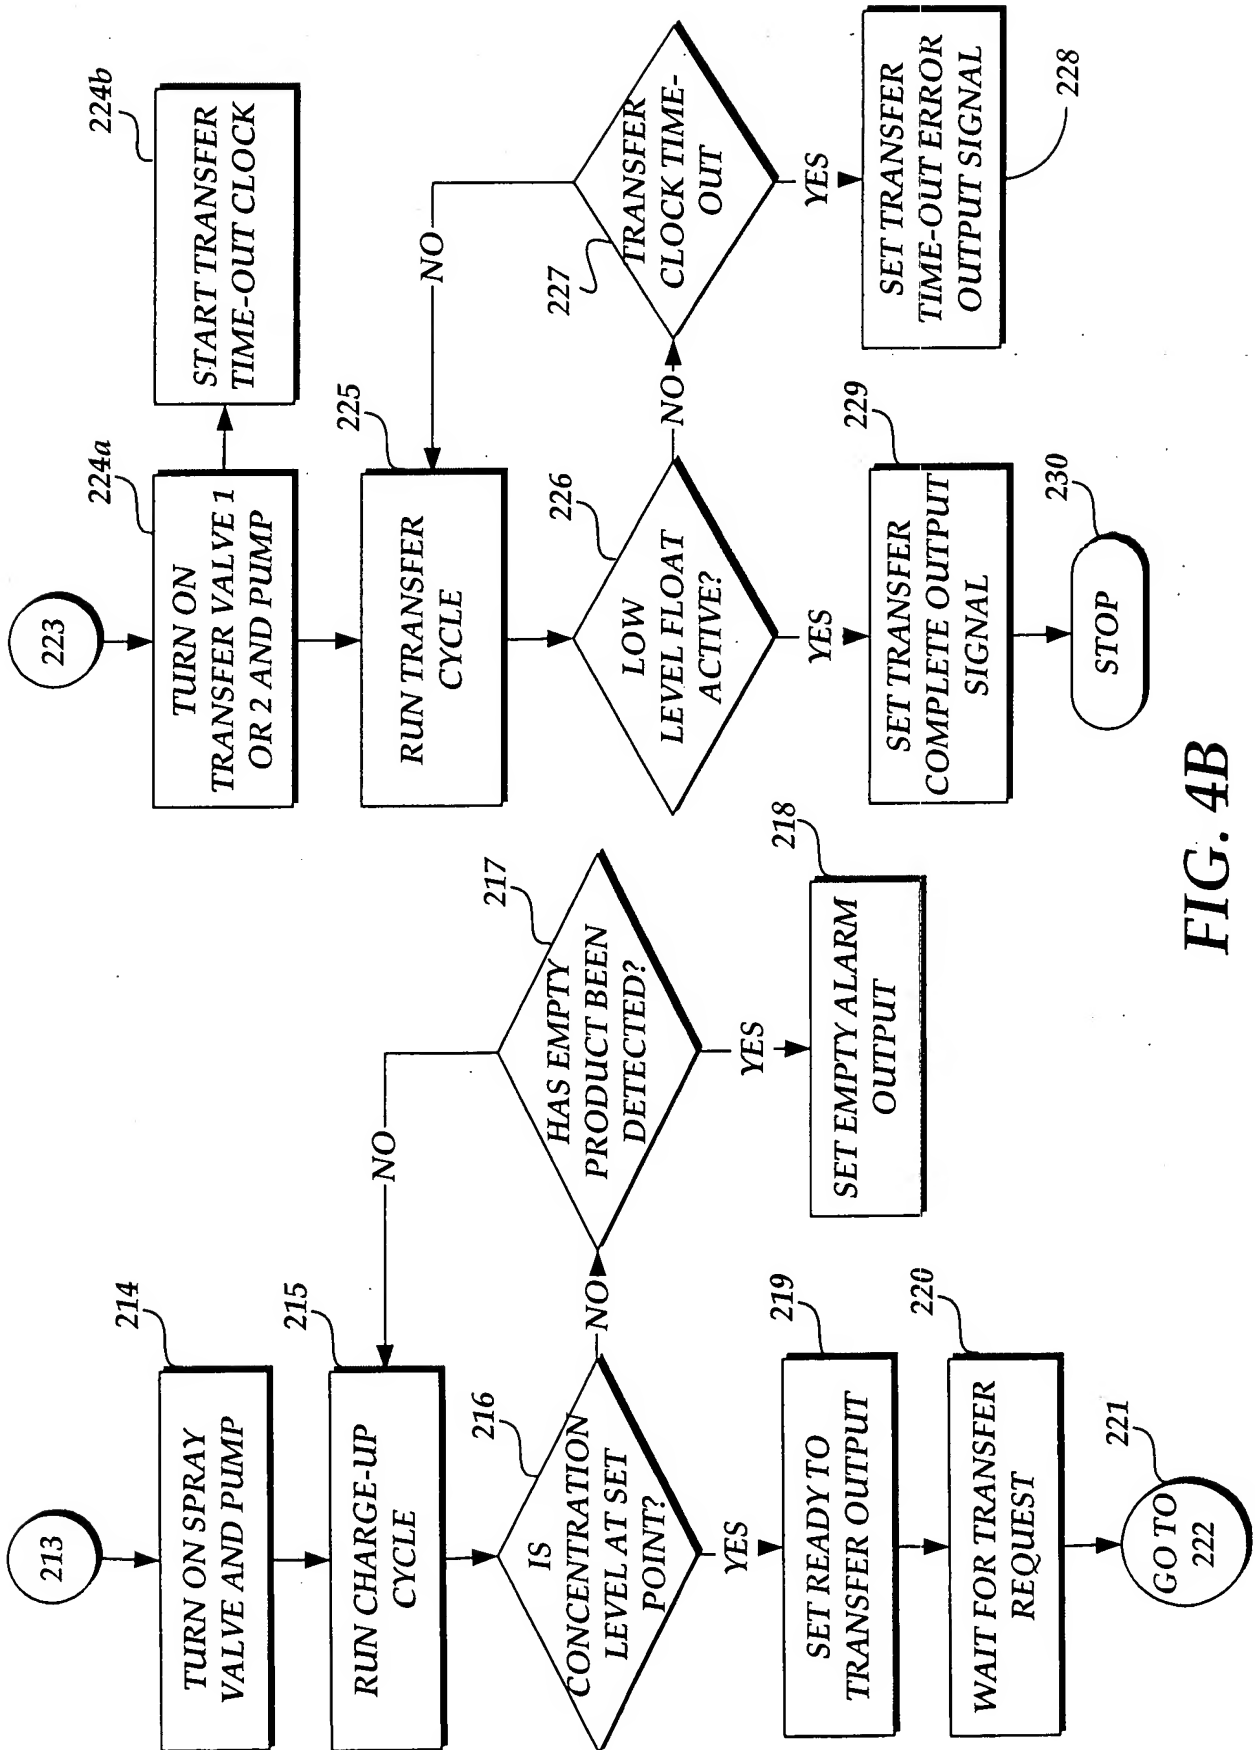 213
214
TURN ON SPRAY
VALVE AND PUMP
215
RUN CHARGE-UP
CYCLE
NO
216
IS
CONCENTRATION
LEVEL AT SET
POINT?
NO
217
HAS EMPTY
PRODUCT BEEN
DETECTED?
YES
YES
218
SET EMPTY ALARM
OUTPUT
219
SET READY TO
TRANSFER OUTPUT
220
WAIT FOR TRANSFER
REQUEST
221
GO TO
222
223
224a
TURN ON
TRANSFER VALVE 1
OR 2 AND PUMP
224b
START TRANSFER
TIME-OUT CLOCK
225
RUN TRANSFER
CYCLE
NO
226
LOW
LEVEL FLOAT
ACTIVE?
NO
227
TRANSFER
CLOCK TIME-
OUT
YES
YES
228
SET TRANSFER
TIME-OUT ERROR
OUTPUT SIGNAL
229
SET TRANSFER
COMPLETE OUTPUT
SIGNAL
230
STOP
FIG. 4B